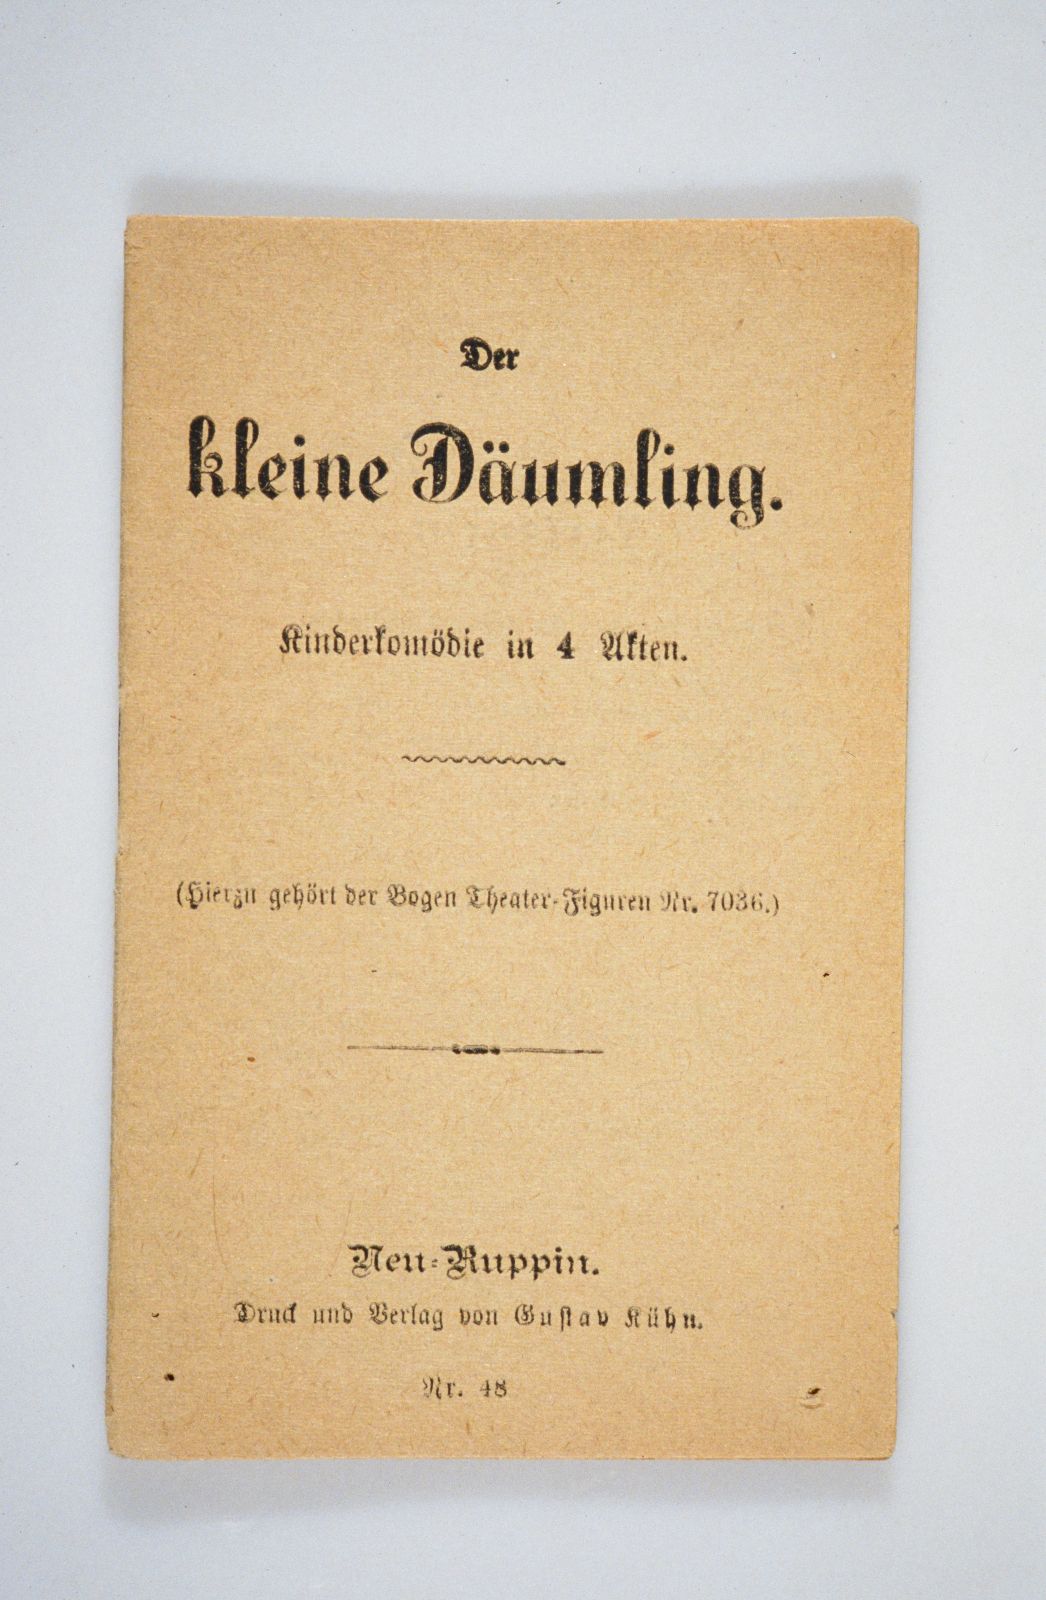 Der
kleine Däumling.
Kinderkomödie in 4 Akten.
(Hierzu gehört der Bogen Theater-Figuren Nr. 7036.)
Neu-Ruppin.
Druck und Verlag von Gustav Kühn.
Nr. 48